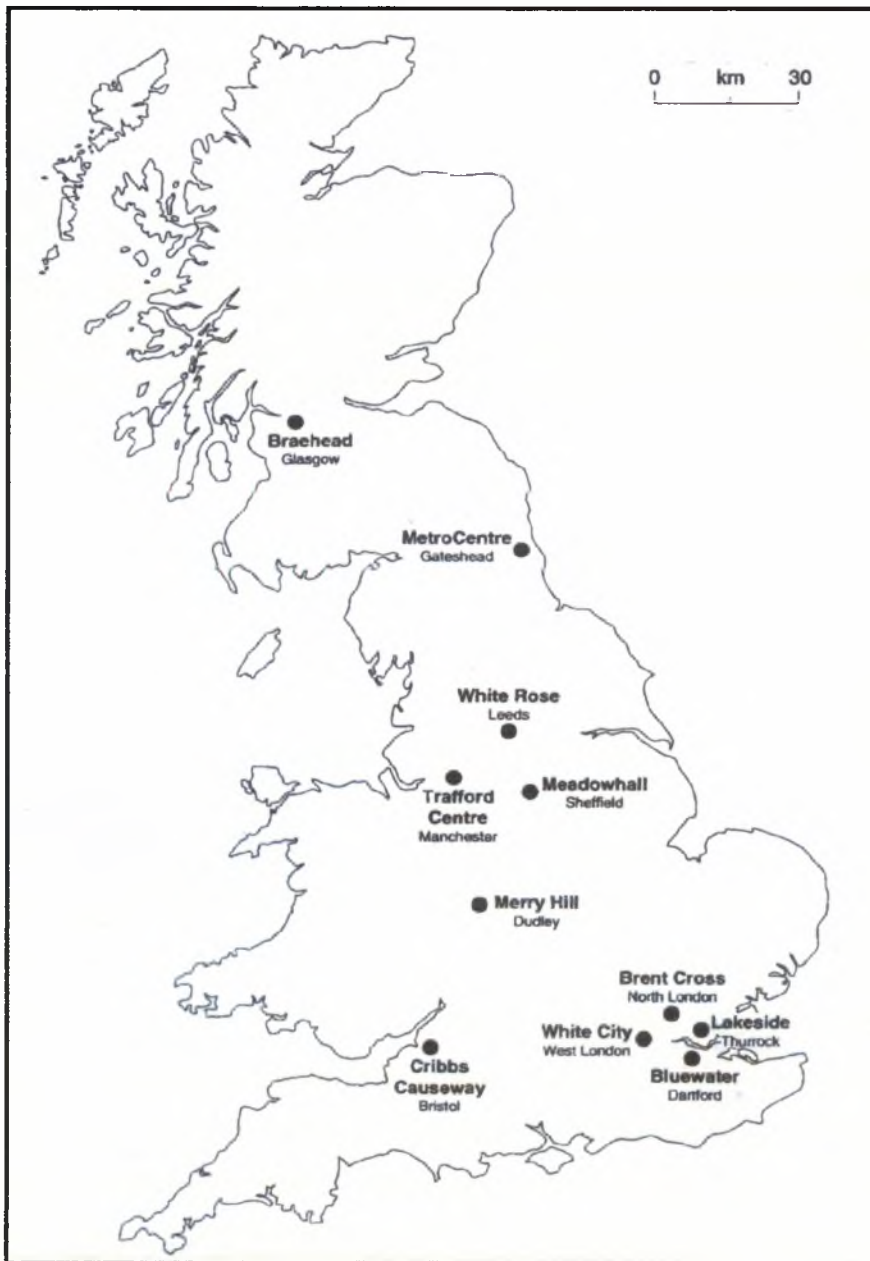 0 km 30
Braehead
Glasgow
MetroCentre
Gateshead
White Rose
Leeds
Trafford
Centre
Manchester
Meadowhall
Sheffield
Merry Hill
Dudley
Brent Cross
North London
Lakeside
Thurrock
White City
West London
Bluewater
Dartford
Cribbs
Causeway
Bristol